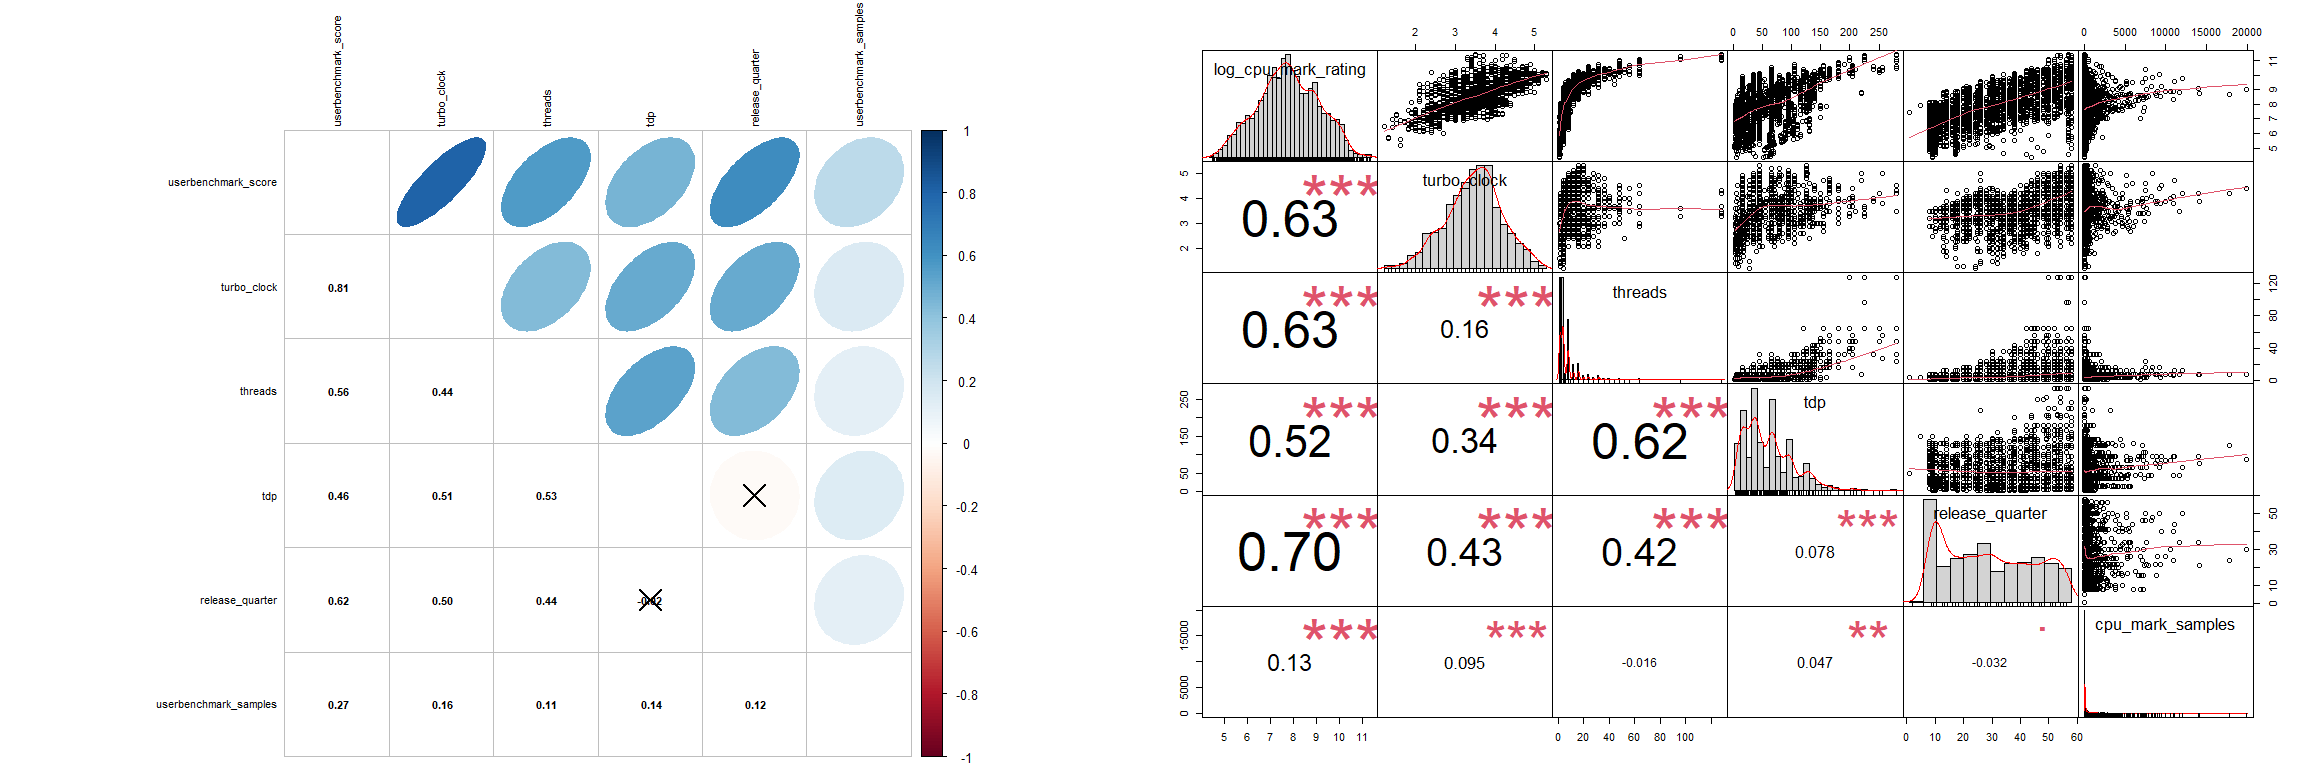 userbenchmark_score
turbo_clock
threads
tdp
release_quarter
userbenchmark_samples
userbenchmark_score
turbo_clock 0.81
threads 0.56 0.44
tdp 0.46 0.51 0.53
release_quarter 0.62 0.50 0.44 -0.02
userbenchmark_samples 0.27 0.16 0.11 0.14 0.12
1
0.8
0.6
0.4
0.2
0
-0.2
-0.4
-0.6
-0.8
-1
2 3 4 5
0 50 100 150 200 250
0 5000 10000 15000 20000
log_cpu_mark_rating
5 6 7 8 9 10 11
0.63 ***
turbo_clock
2 3 4 5
0.63 ***
0.16 ***
threads
0 40 80 120
0 50 150 250
0.52 ***
0.34 ***
0.62 ***
tdp
0.70 ***
0.43 ***
0.42 ***
0.078 ***
release_quarter
0 10 30 50
0 5000 15000
0.13 ***
0.095 ***
-0.016
0.047 **
-0.032 .
cpu_mark_samples
5 6 7 8 9 10 11
0 20 40 60 80 100
0 10 20 30 40 50 60